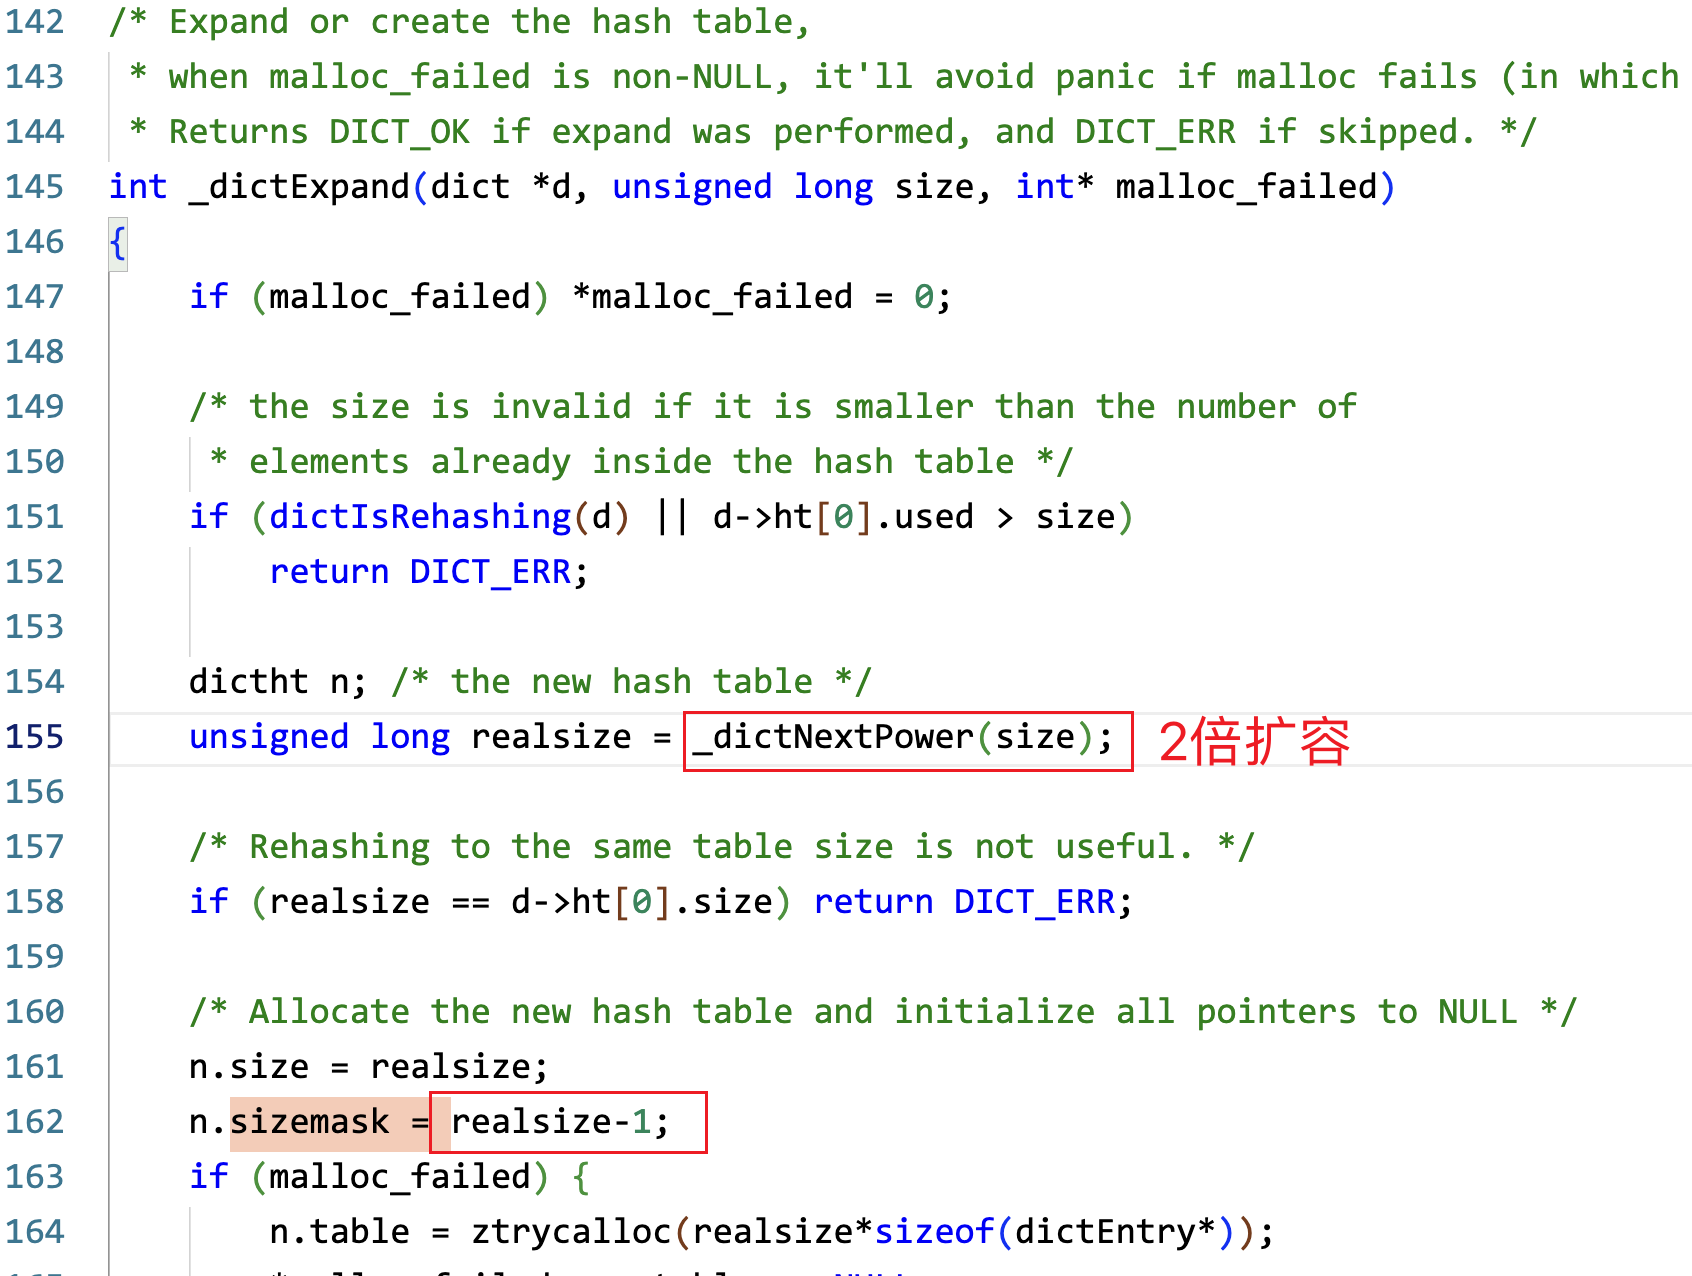 142 /* Expand or create the hash table,
143  * when malloc_failed is non-NULL, it'll avoid panic if malloc fails (in which
144  * Returns DICT_OK if expand was performed, and DICT_ERR if skipped. */
145 int _dictExpand(dict *d, unsigned long size, int* malloc_failed)
146 {
147     if (malloc_failed) *malloc_failed = 0;
148
149     /* the size is invalid if it is smaller than the number of
150      * elements already inside the hash table */
151     if (dictIsRehashing(d) || d->ht[0].used > size)
152         return DICT_ERR;
153
154     dictht n; /* the new hash table */
155     unsigned long realsize = _dictNextPower(size); 2倍扩容
156
157     /* Rehashing to the same table size is not useful. */
158     if (realsize == d->ht[0].size) return DICT_ERR;
159
160     /* Allocate the new hash table and initialize all pointers to NULL */
161     n.size = realsize;
162     n.sizemask = realsize-1;
163     if (malloc_failed) {
164         n.table = ztrycalloc(realsize*sizeof(dictEntry*));